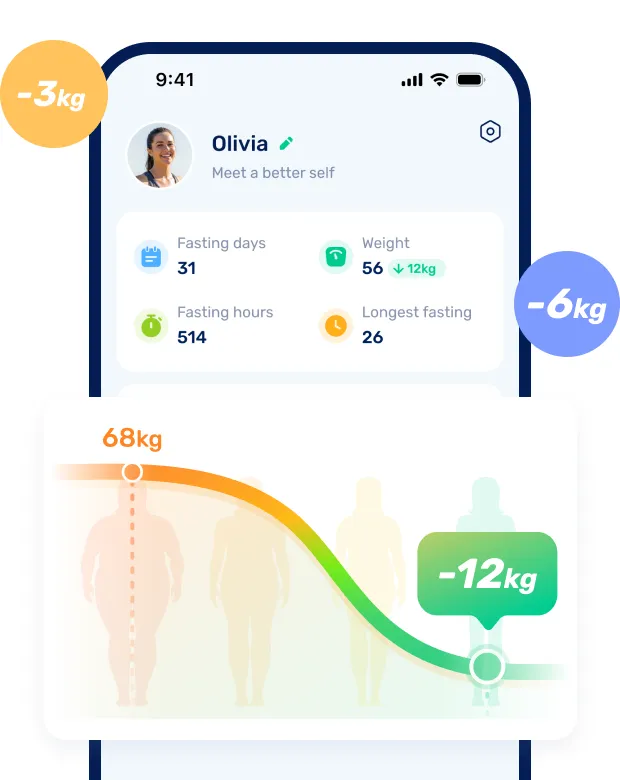 9:41
-3kg
Olivia
Meet a better self
Fasting days
31
Weight
56 ↓ 12kg
Fasting hours
514
Longest fasting
26
-6kg
68kg
-12kg